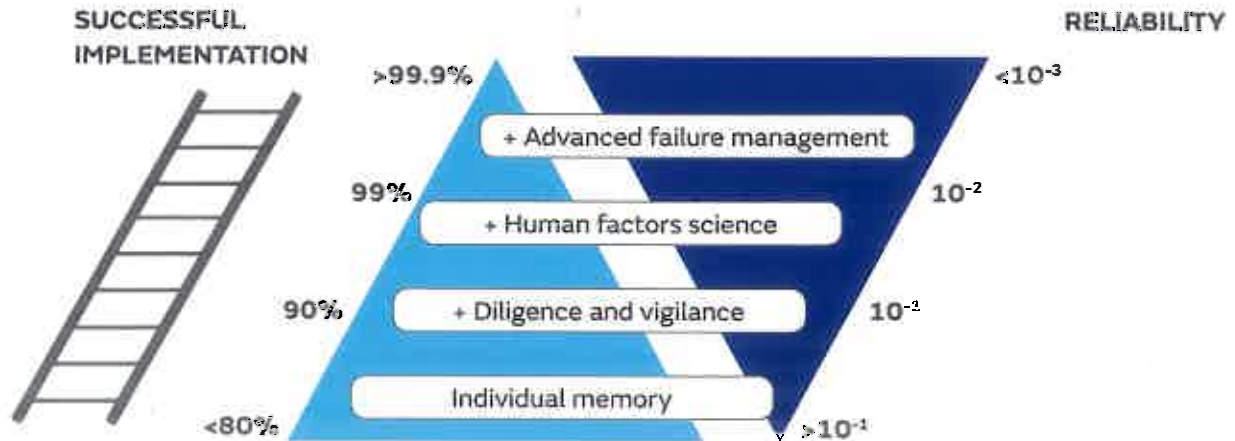 SUCCESSFUL
IMPLEMENTATION
RELIABILITY
>99.9%
<10⁻³
+ Advanced failure management
99%
10⁻²
+ Human factors science
90%
10⁻¹
+ Diligence and vigilance
Individual memory
<80%
>10⁻¹